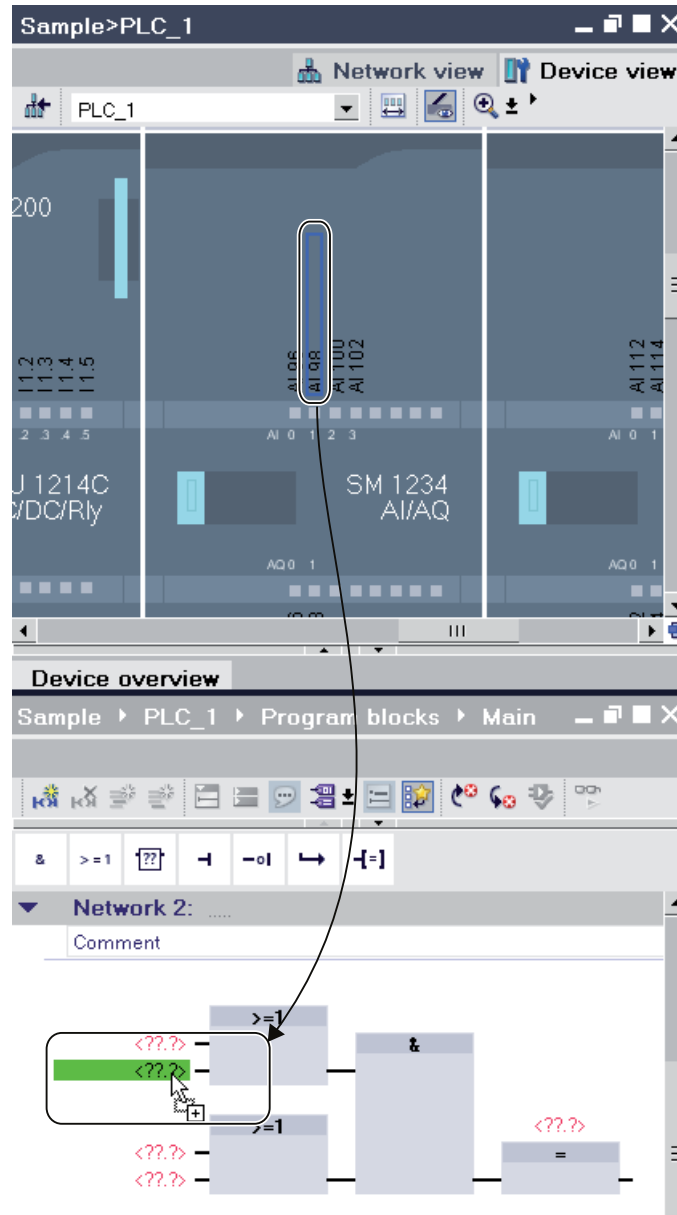 Sample>PLC_1
Network view
Device view
PLC_1
200
I1.2
I1.3
I1.4
I1.5
AI 96
AI 98
AI 100
AI 102
AI 112
AI 114
.2 .3 .4 .5
AI 0 1 2 3
AI 0 1
J 1214C
C/DC/Rly
SM 1234
AI/AQ
AQ 0 1
AQ 0 1
Device overview
Sample PLC_1 Program blocks Main
& >=1 ?? =
Network 2: .....
Comment
>=1
<??.?>
&
<??.?>
>=1
<??.?>
<??.?>
=
<??.?>